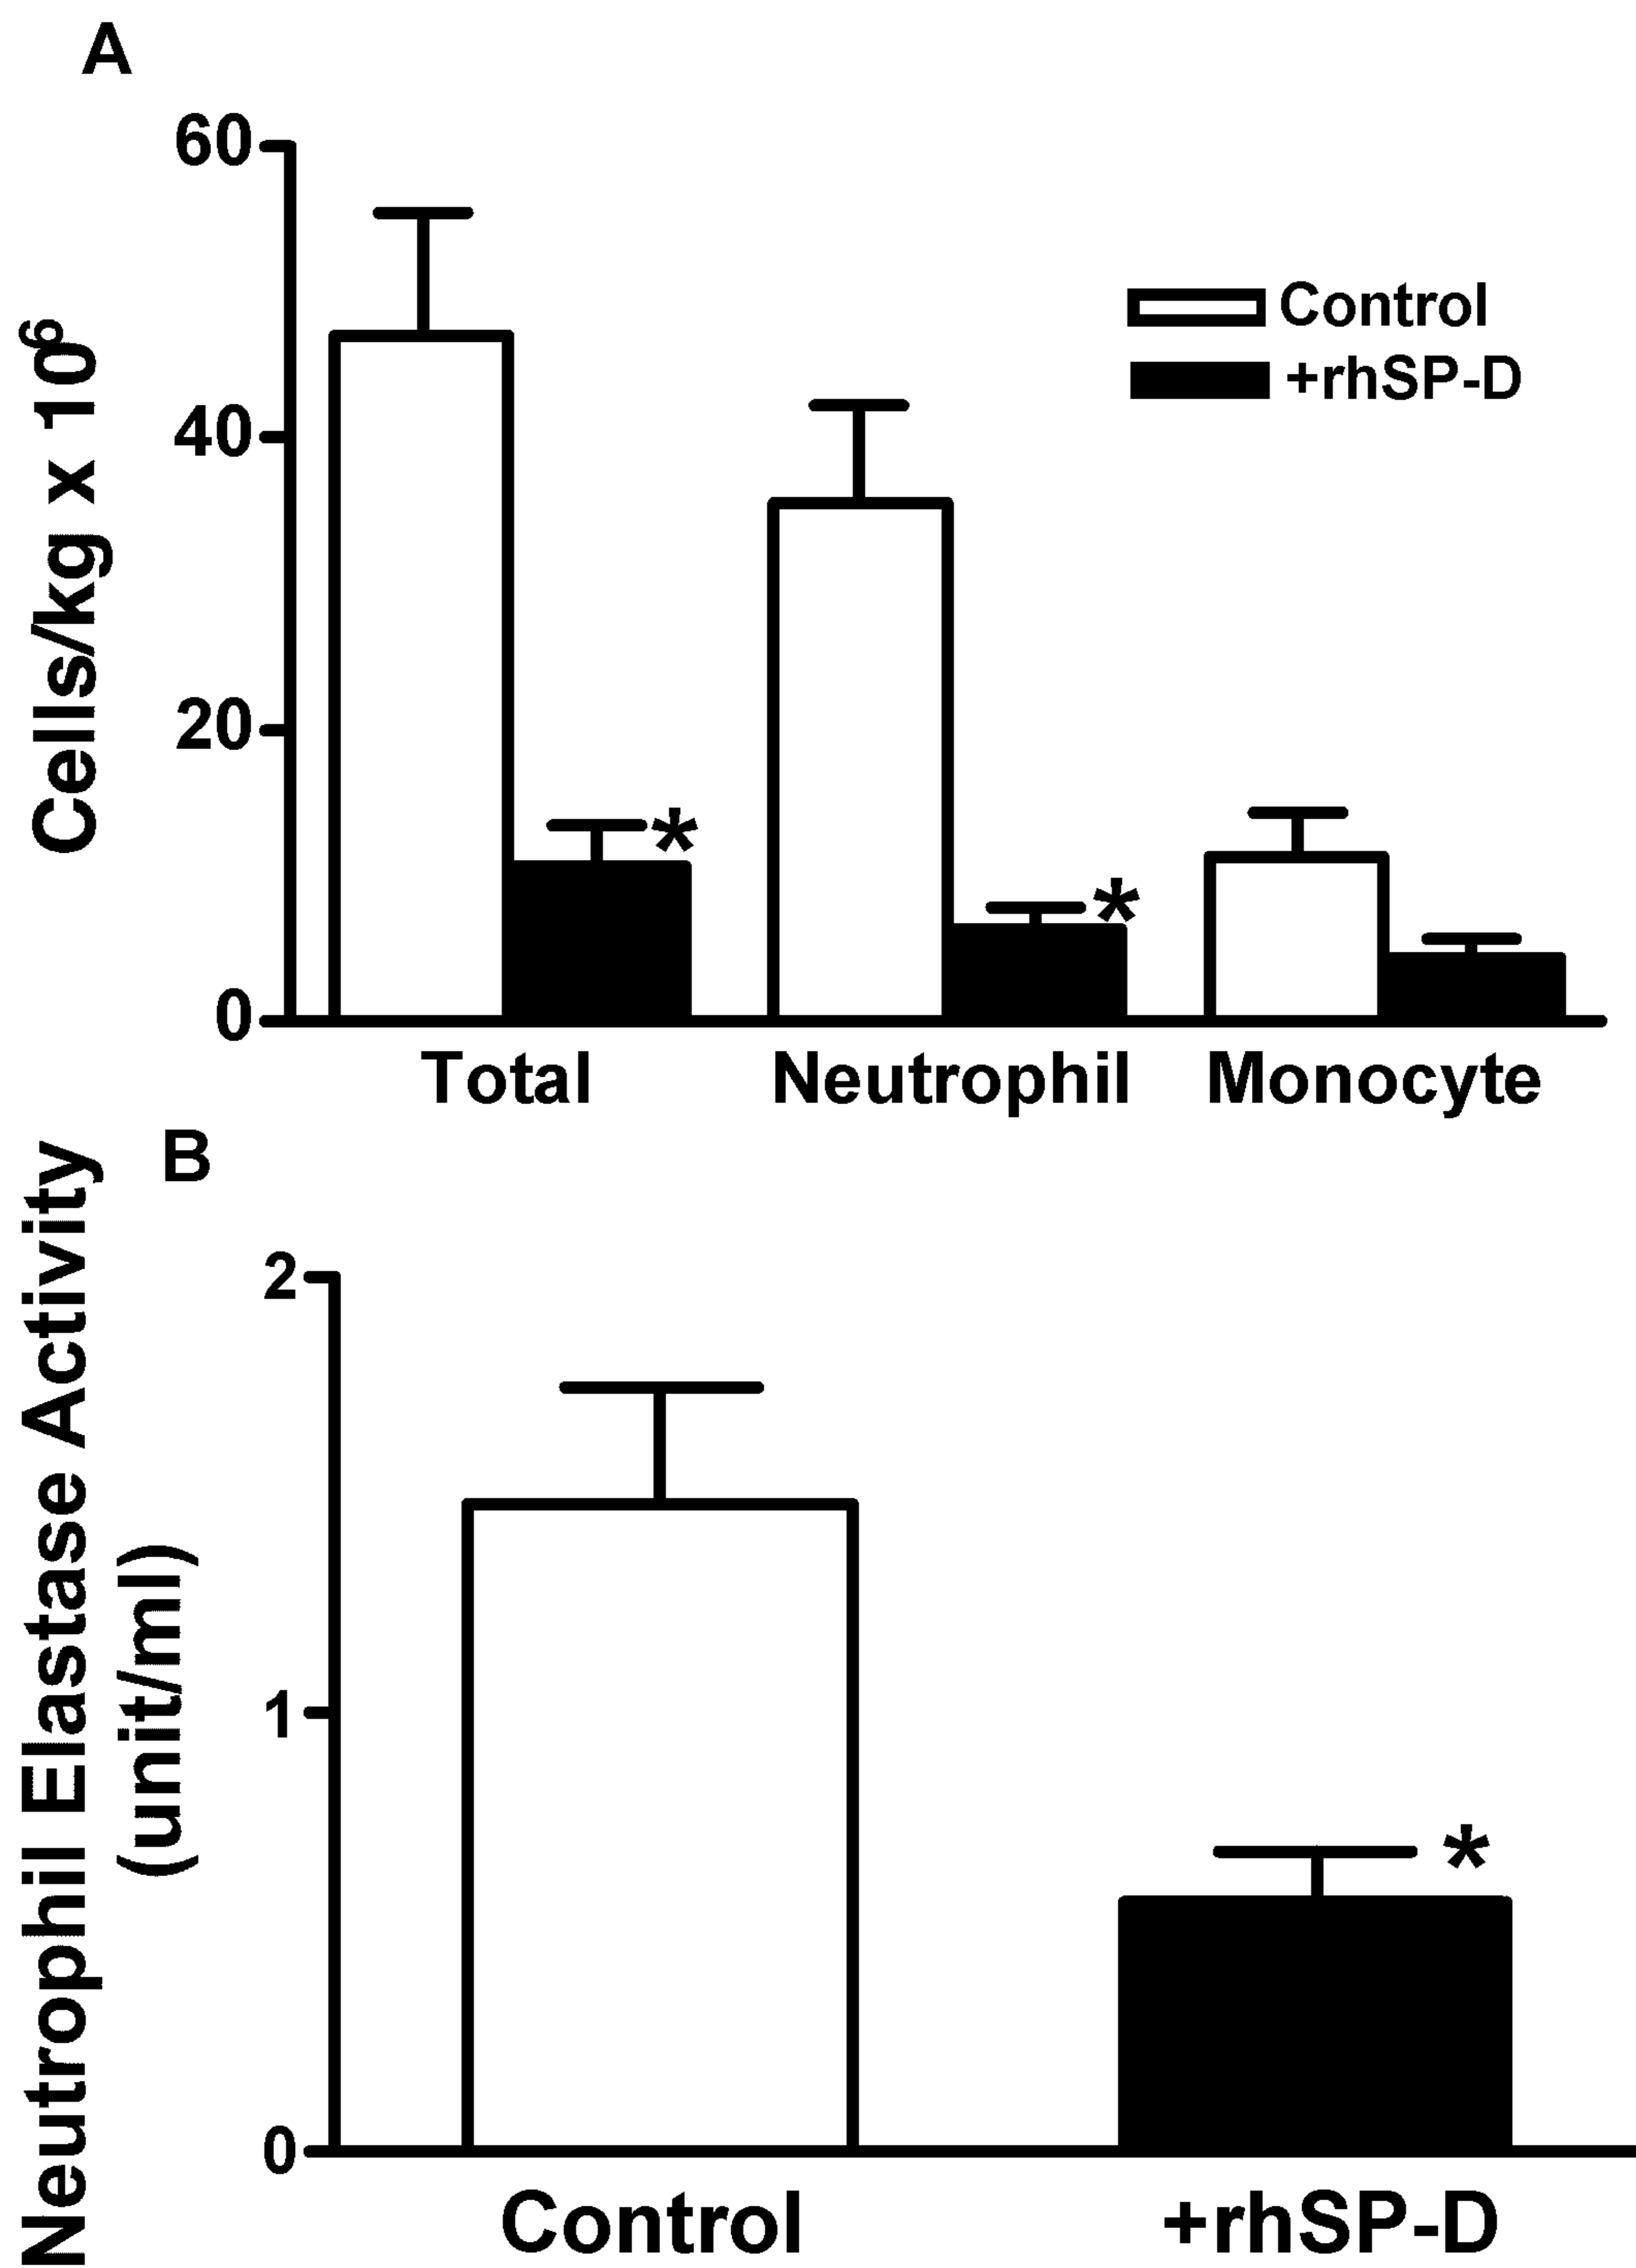 A
60
40
20
0
Cells/kg x 10⁶
Control
+rhSP-D
*
*
Total Neutrophil Monocyte
B
2
1
0
Neutrophil Elastase Activity
(unit/ml)
*
Control +rhSP-D